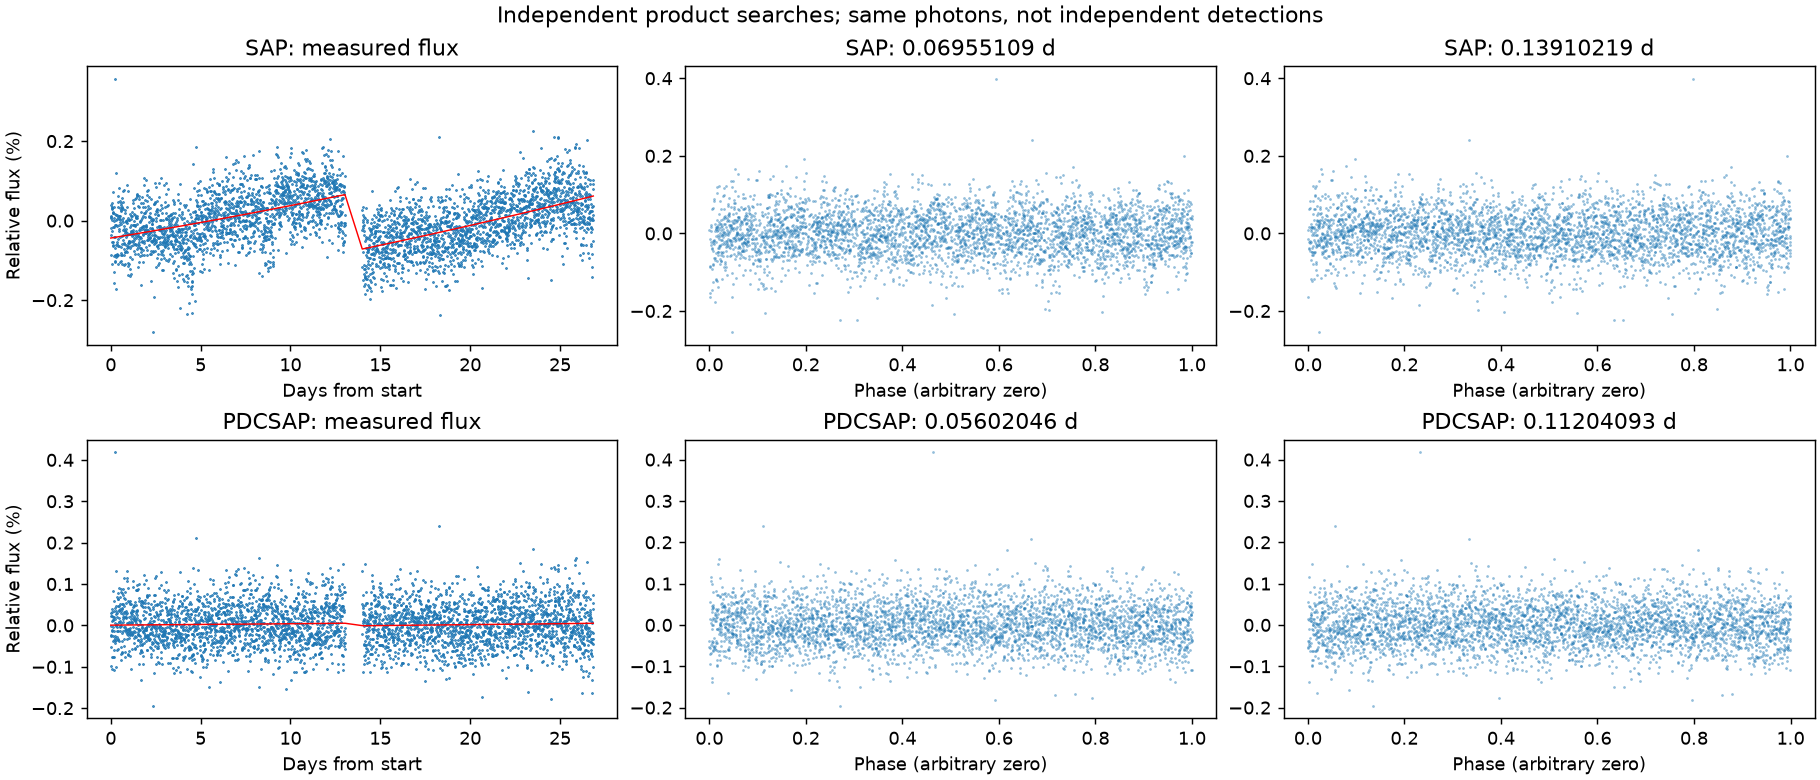 Independent product searches; same photons, not independent detections
SAP: measured flux
SAP: 0.06955109 d
SAP: 0.13910219 d
Relative flux (%)
0.2
0.0
−0.2
0 5 10 15 20 25
Days from start
0.4
0.2
0.0
−0.2
0.0 0.2 0.4 0.6 0.8 1.0
Phase (arbitrary zero)
0.4
0.2
0.0
−0.2
0.0 0.2 0.4 0.6 0.8 1.0
Phase (arbitrary zero)
PDCSAP: measured flux
PDCSAP: 0.05602046 d
PDCSAP: 0.11204093 d
Relative flux (%)
0.4
0.3
0.2
0.1
0.0
−0.1
−0.2
0 5 10 15 20 25
Days from start
0.4
0.3
0.2
0.1
0.0
−0.1
−0.2
0.0 0.2 0.4 0.6 0.8 1.0
Phase (arbitrary zero)
0.4
0.3
0.2
0.1
0.0
−0.1
−0.2
0.0 0.2 0.4 0.6 0.8 1.0
Phase (arbitrary zero)